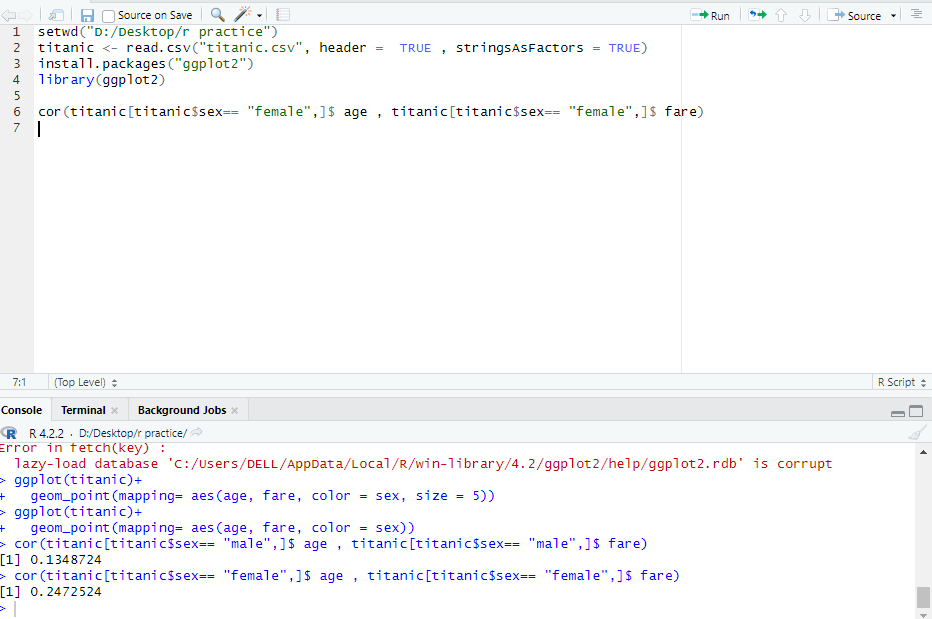 Source on Save
Run
Source
1 setwd("D:/Desktop/r practice")
2 titanic <- read.csv("titanic.csv", header =  TRUE , stringsAsFactors = TRUE)
3 install.packages("ggplot2")
4 library(ggplot2)
5
6 cor(titanic[titanic$sex== "female",]$ age , titanic[titanic$sex== "female",]$ fare)
7
7:1 (Top Level) R Script
Console Terminal Background Jobs
R R 4.2.2 · D:/Desktop/r practice/
Error in fetch(key) :
  lazy-load database 'C:/Users/DELL/AppData/Local/R/win-library/4.2/ggplot2/help/ggplot2.rdb' is corrupt
> ggplot(titanic)+
+   geom_point(mapping= aes(age, fare, color = sex, size = 5))
> ggplot(titanic)+
+   geom_point(mapping= aes(age, fare, color = sex))
> cor(titanic[titanic$sex== "male",]$ age , titanic[titanic$sex== "male",]$ fare)
[1] 0.1348724
> cor(titanic[titanic$sex== "female",]$ age , titanic[titanic$sex== "female",]$ fare)
[1] 0.2472524
>